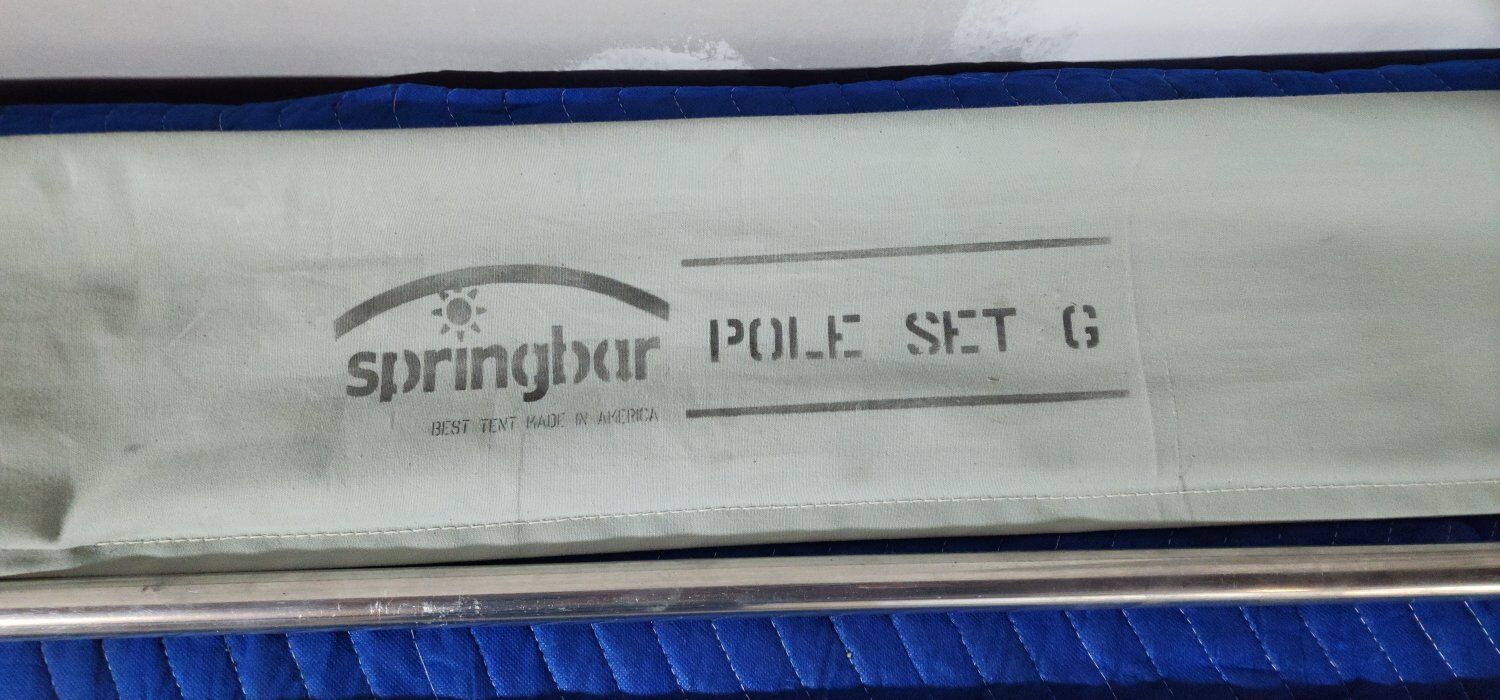 springbar
BEST TENT MADE IN AMERICA
POLE SET G